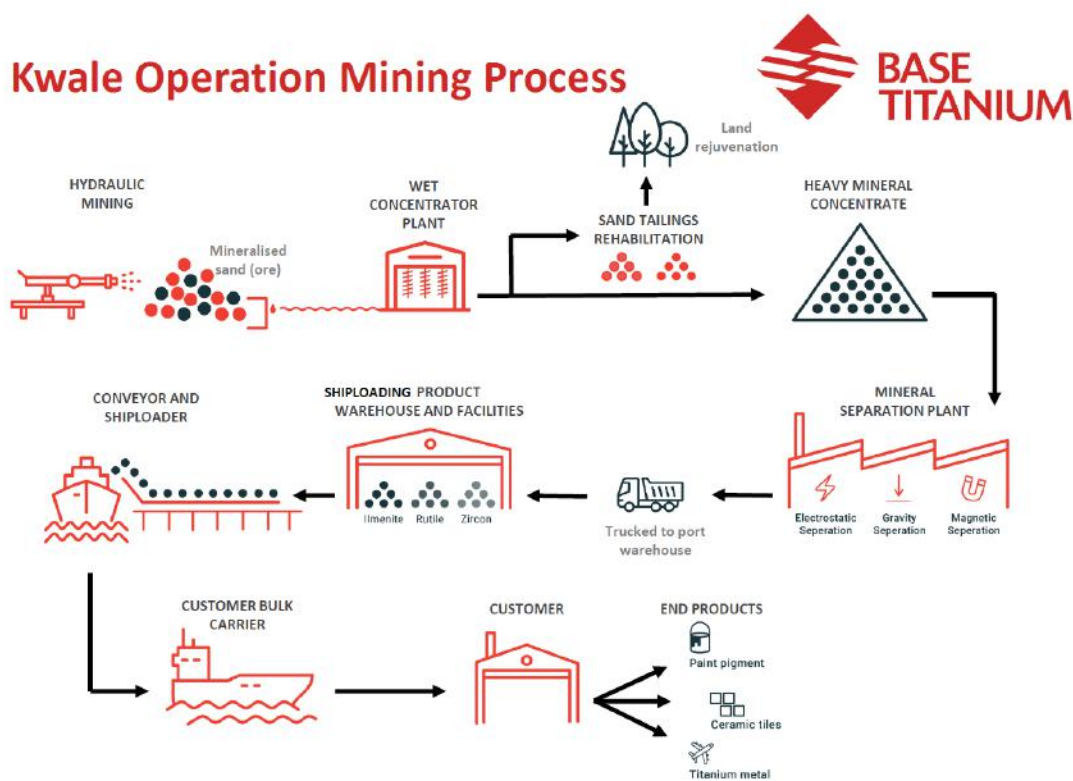 Kwale Operation Mining Process
BASE
TITANIUM
HYDRAULIC
MINING
Mineralised
sand (ore)
WET
CONCENTRATOR
PLANT
Land
rejuvenation
SAND TAILINGS
REHABILITATION
HEAVY MINERAL
CONCENTRATE
CONVEYOR AND
SHIPLOADER
SHIPLOADING PRODUCT
WAREHOUSE AND FACILITIES
Ilmenite Rutile Zircon
Trucked to port
warehouse
MINERAL
SEPARATION PLANT
Electrostatic
Seperation
Gravity
Seperation
Magnetic
Seperation
CUSTOMER BULK
CARRIER
CUSTOMER
END PRODUCTS
Paint pigment
Ceramic tiles
Titanium metal